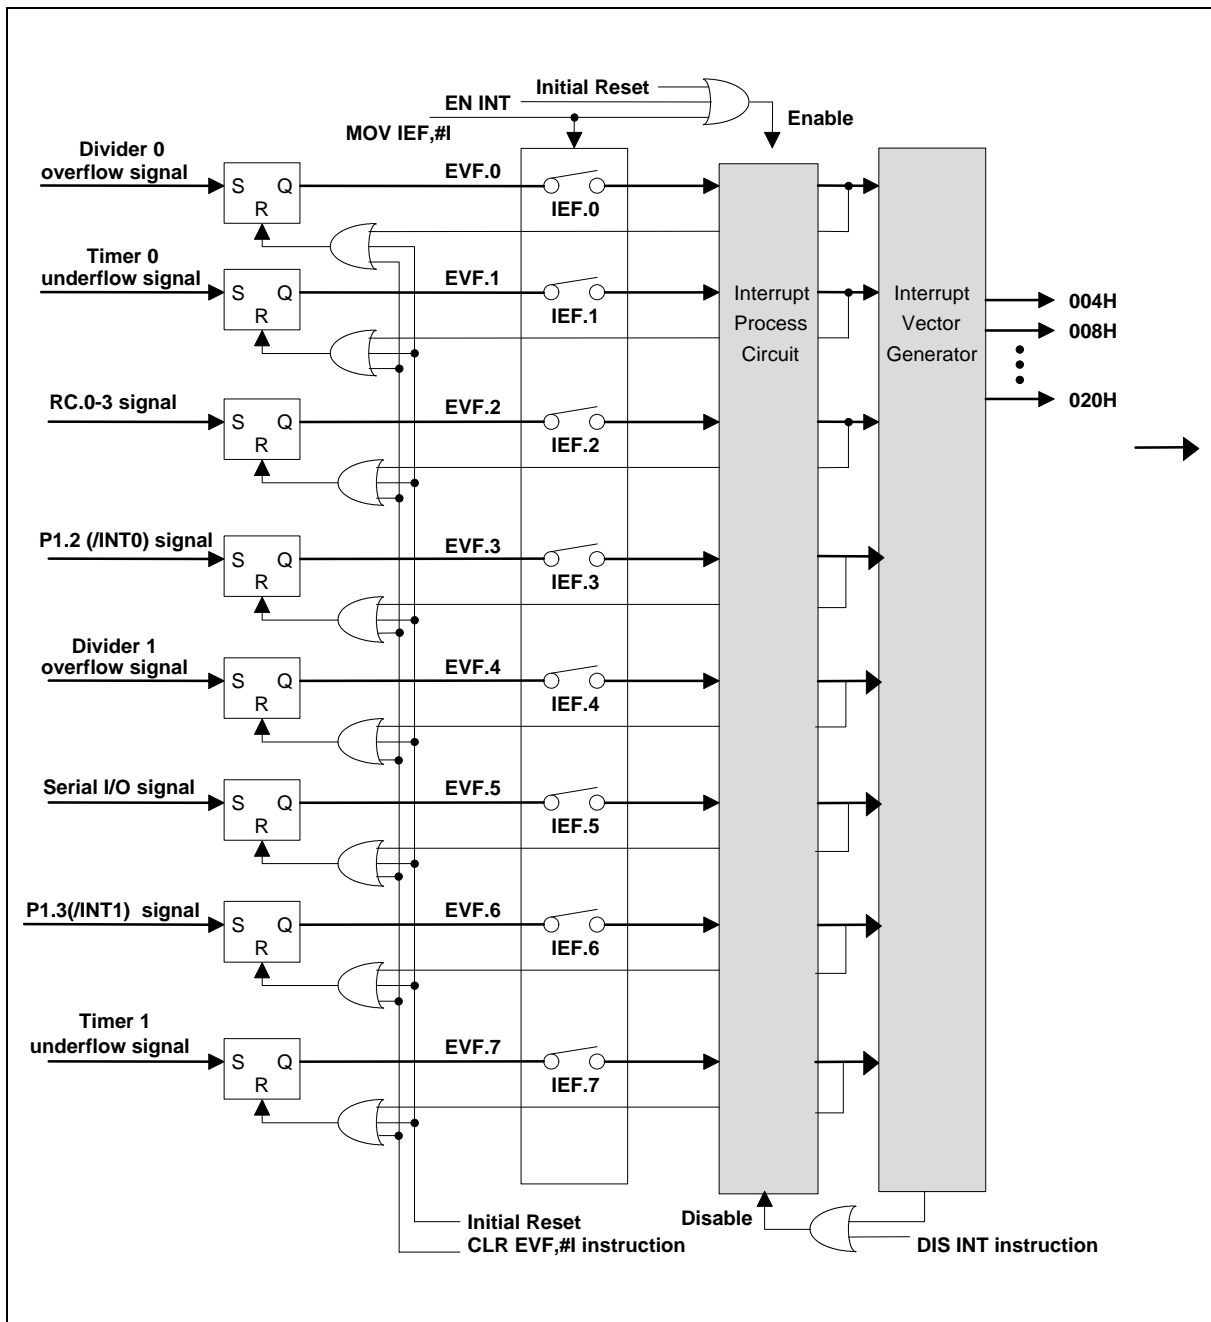 Initial Reset
EN INT
MOV IEF,#I
Enable
Divider 0
overflow signal
S Q
R
EVF.0
IEF.0
Timer 0
underflow signal
S Q
R
EVF.1
IEF.1
Interrupt
Process
Circuit
Interrupt
Vector
Generator
004H
008H
020H
RC.0-3 signal
S Q
R
EVF.2
IEF.2
P1.2 (/INT0) signal
S Q
R
EVF.3
IEF.3
Divider 1
overflow signal
S Q
R
EVF.4
IEF.4
Serial I/O signal
S Q
R
EVF.5
IEF.5
P1.3(/INT1) signal
S Q
R
EVF.6
IEF.6
Timer 1
underflow signal
S Q
R
EVF.7
IEF.7
Initial Reset
CLR EVF,#I instruction
Disable
DIS INT instruction